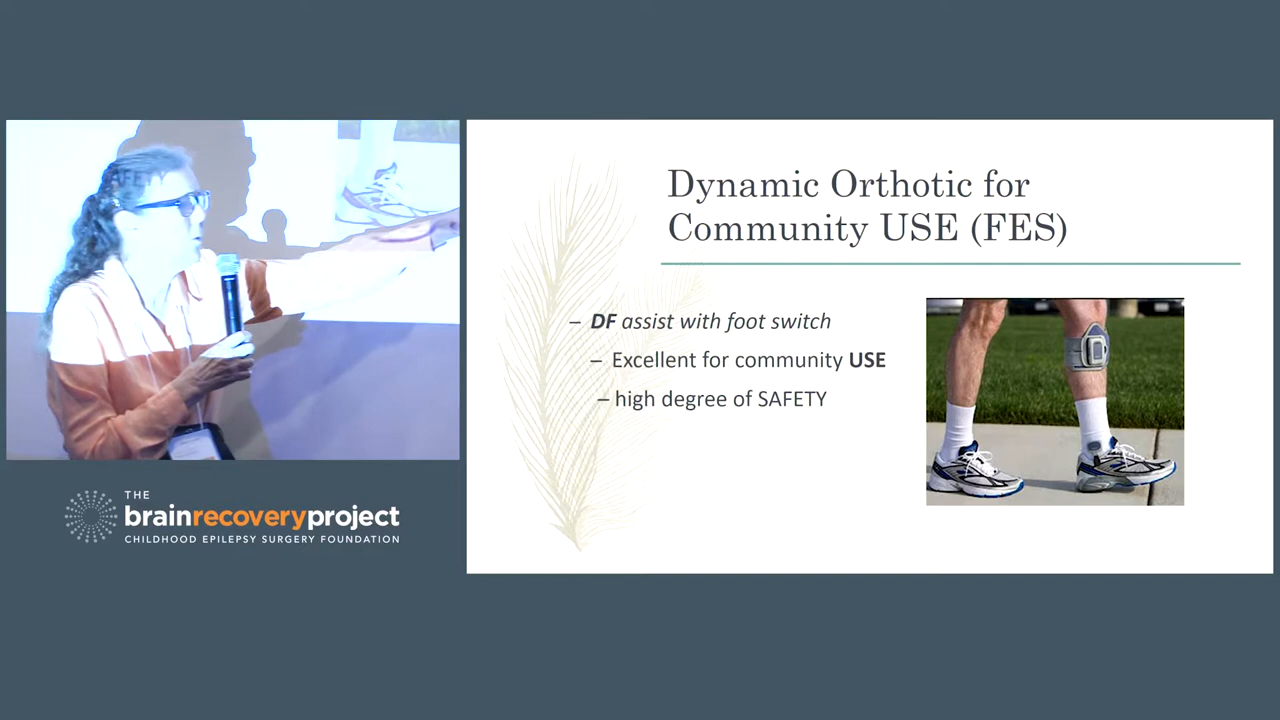 SAFETY
THE
brainrecoveryproject
CHILDHOOD EPILEPSY SURGERY FOUNDATION
Dynamic Orthotic for
Community USE (FES)
– DF assist with foot switch
– Excellent for community USE
– high degree of SAFETY